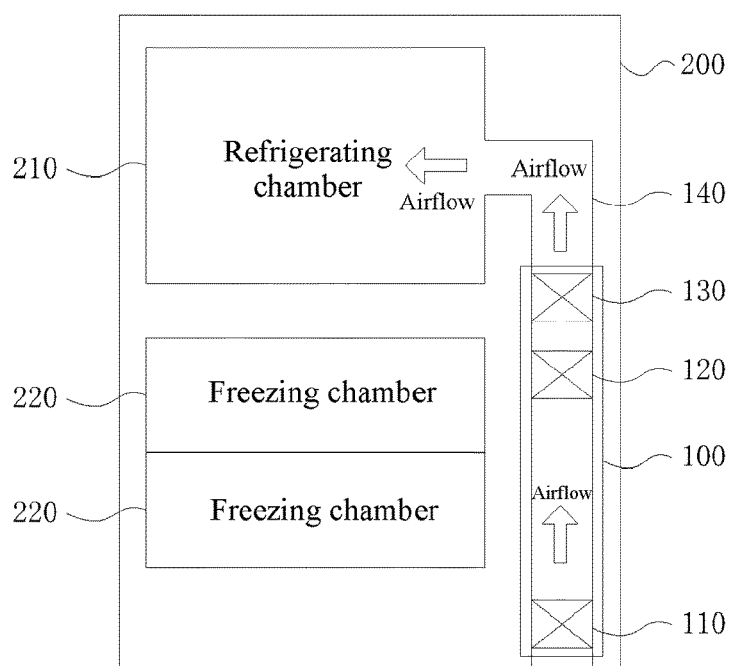 200
210
Refrigerating
chamber
Airflow
Airflow
140
130
120
220
Freezing chamber
100
Airflow
220
Freezing chamber
110